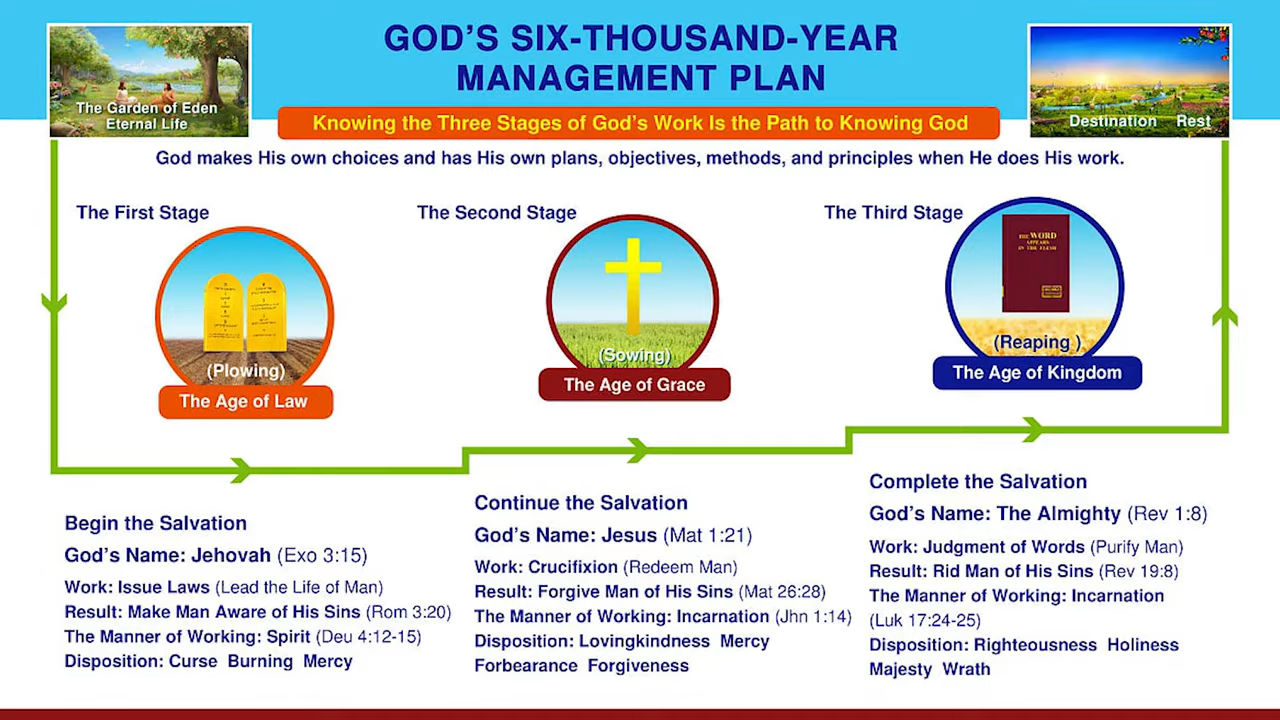 GOD'S SIX-THOUSAND-YEAR
MANAGEMENT PLAN
The Garden of Eden
Eternal Life
Destination Rest
Knowing the Three Stages of God's Work Is the Path to Knowing God
God makes His own choices and has His own plans, objectives, methods, and principles when He does His work.
The First Stage
(Plowing)
The Age of Law
The Second Stage
(Sowing)
The Age of Grace
The Third Stage
THE WORD
APPEARS
IN THE FLESH
(Reaping )
The Age of Kingdom
Begin the Salvation
God's Name: Jehovah (Exo 3:15)
Work: Issue Laws (Lead the Life of Man)
Result: Make Man Aware of His Sins (Rom 3:20)
The Manner of Working: Spirit (Deu 4:12-15)
Disposition: Curse Burning Mercy
Continue the Salvation
God's Name: Jesus (Mat 1:21)
Work: Crucifixion (Redeem Man)
Result: Forgive Man of His Sins (Mat 26:28)
The Manner of Working: Incarnation (Jhn 1:14)
Disposition: Lovingkindness Mercy
Forbearance Forgiveness
Complete the Salvation
God's Name: The Almighty (Rev 1:8)
Work: Judgment of Words (Purify Man)
Result: Rid Man of His Sins (Rev 19:8)
The Manner of Working: Incarnation
(Luk 17:24-25)
Disposition: Righteousness Holiness
Majesty Wrath